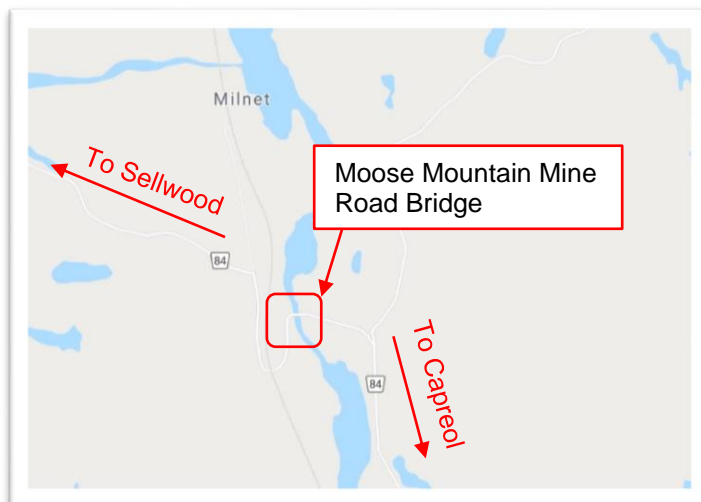 Milnet
To Sellwood
Moose Mountain Mine
Road Bridge
84
To Capreol
84